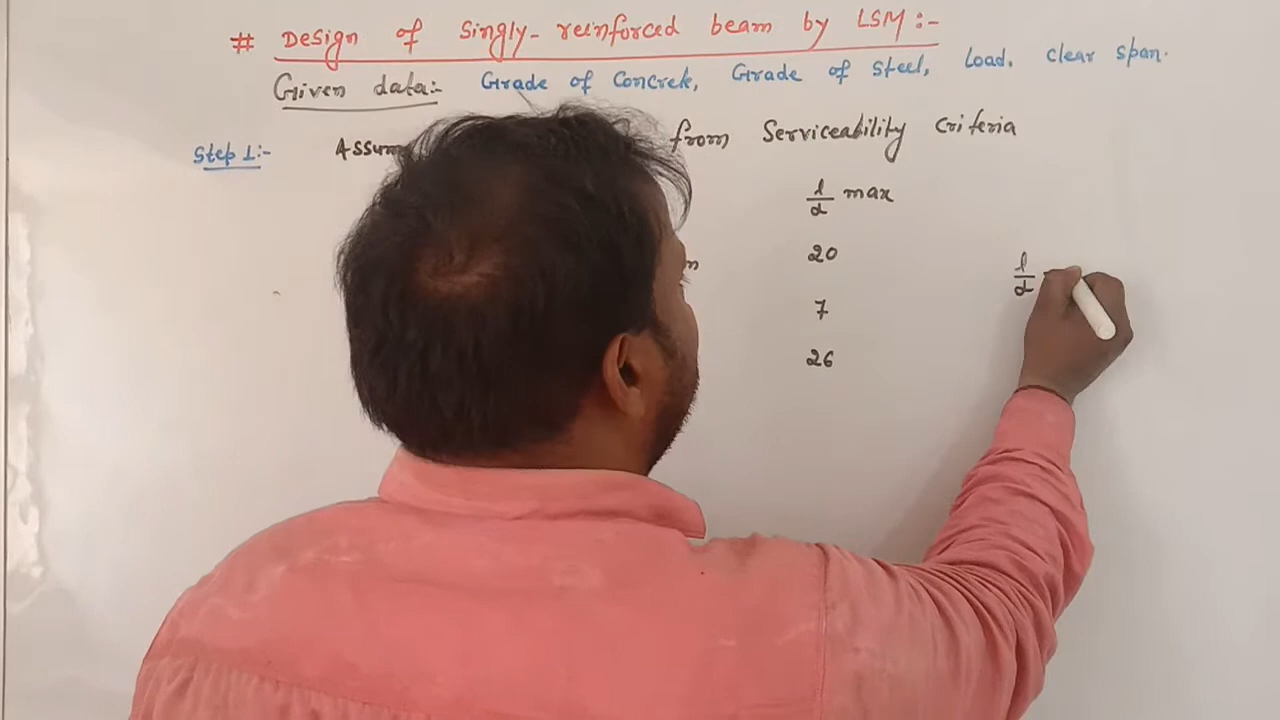 # Design of Singly-reinforced beam by LSM:-
Given data:- Grade of Concrete, Grade of Steel, Load, clear span.
Step 1:- from Serviceability Criteria
l/d max
20
7
26
l/d